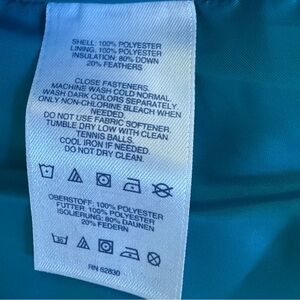 SHELL: 100% POLYESTER
LINING: 100% POLYESTER
INSULATION: 80% DOWN
20% FEATHERS
CLOSE FASTENERS.
MACHINE WASH COLD NORMAL.
WASH DARK COLORS SEPARATELY.
ONLY NON-CHLORINE BLEACH WHEN
NEEDED.
DO NOT USE FABRIC SOFTENER.
TUMBLE DRY LOW WITH CLEAN
TENNIS BALLS.
COOL IRON IF NEEDED.
DO NOT DRY CLEAN.
OBERSTOFF: 100% POLYESTER
FUTTER: 100% POLYESTER
ISOLIERUNG: 80% DAUNEN
20% FEDERN
RN 52830